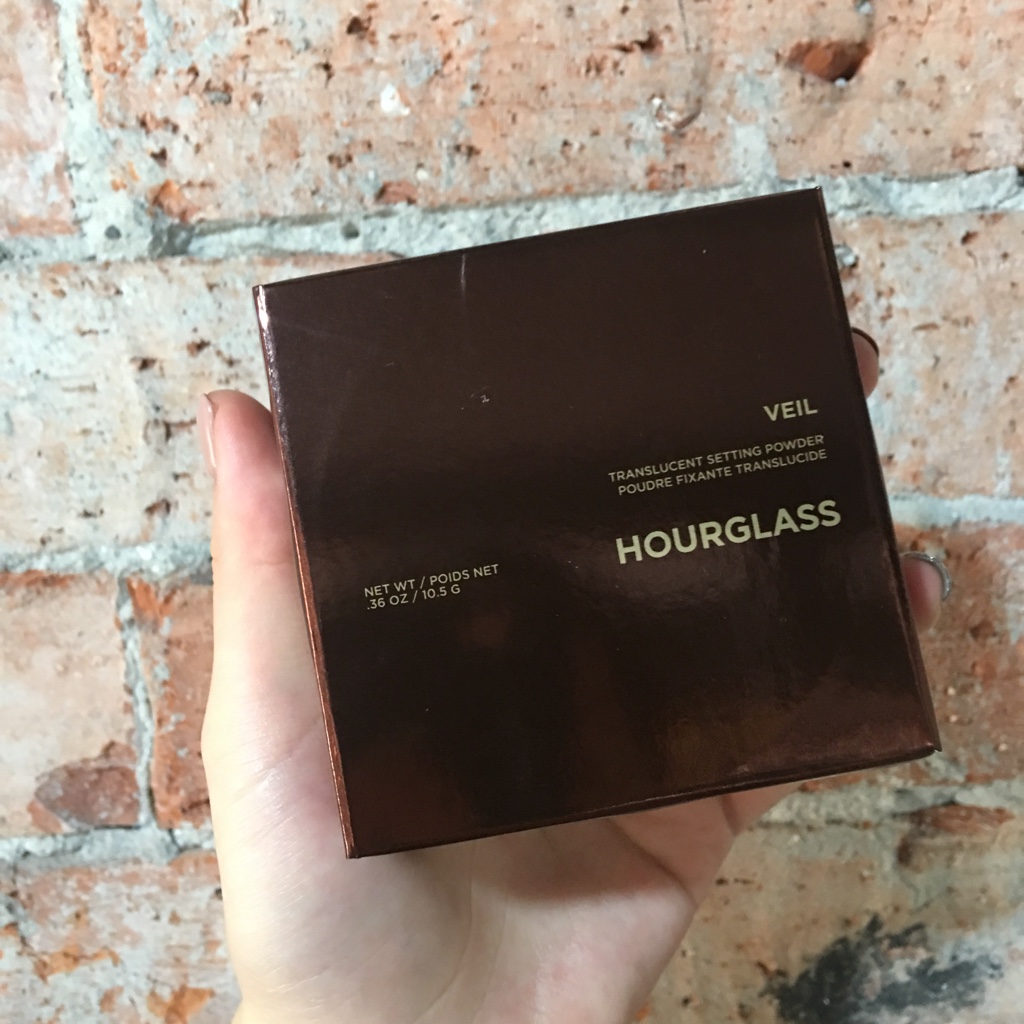 VEIL
TRANSLUCENT SETTING POWDER
POUDRE FIXANTE TRANSLUCIDE
HOURGLASS
NET WT / POIDS NET
.36 OZ / 10.5 G